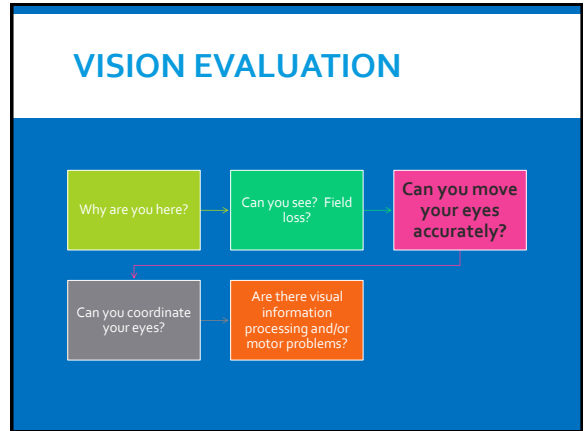 VISION EVALUATION
Why are you here?
Can you see?  Field
loss?
Can you move
your eyes
accurately?
Can you coordinate
your eyes?
Are there visual
information
processing and/or
motor problems?